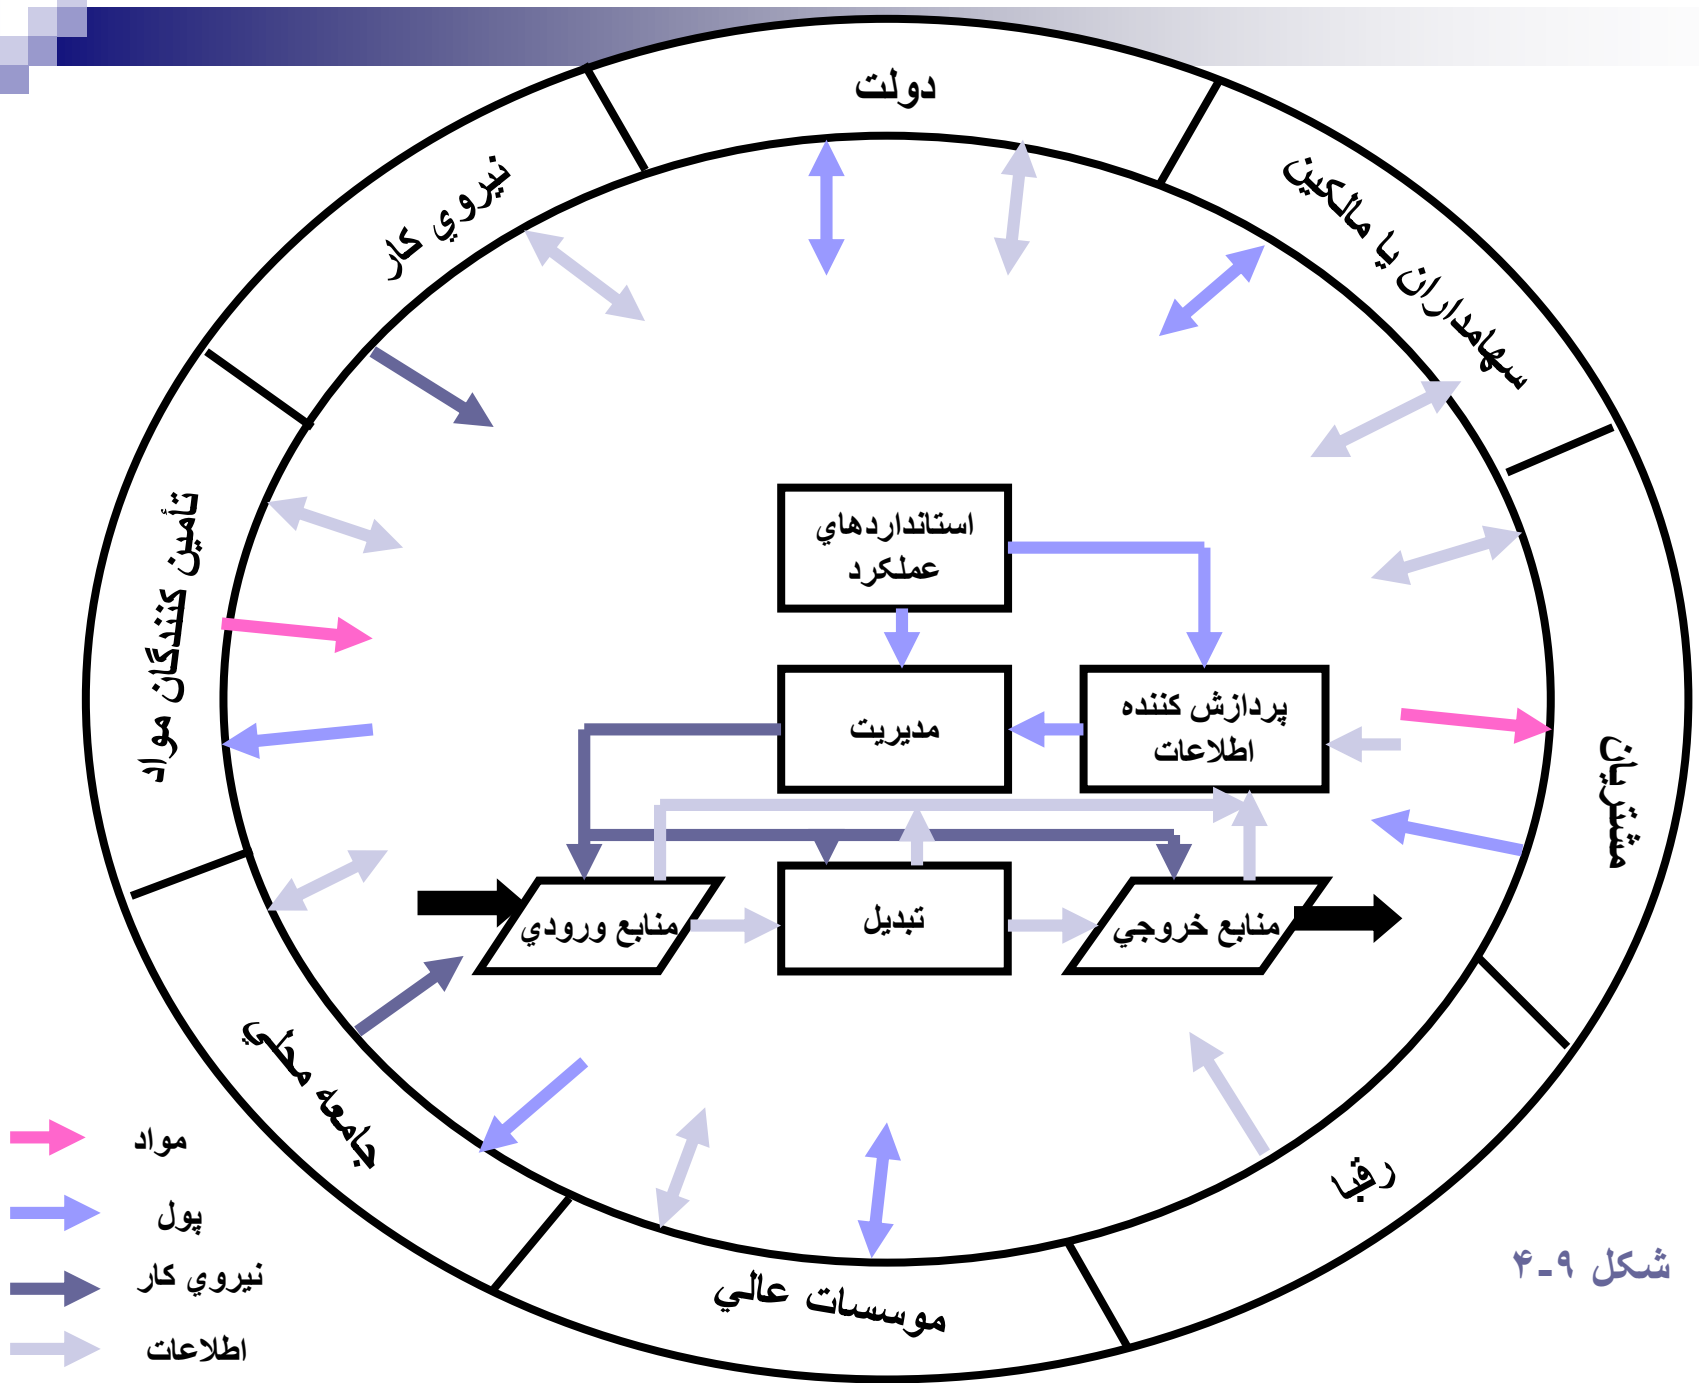 دولت
نيروي كار
سهامداران يا مالكين
تأمين كنندگان مواد
استانداردهاي
عملكرد
مديريت
پردازش كننده
اطلاعات
مشتريان
منابع ورودي
تبديل
منابع خروجي
جامعه محلي
رقبا
موسسات عالي
مواد
پول
نيروي كار
اطلاعات
شكل ۹-۴